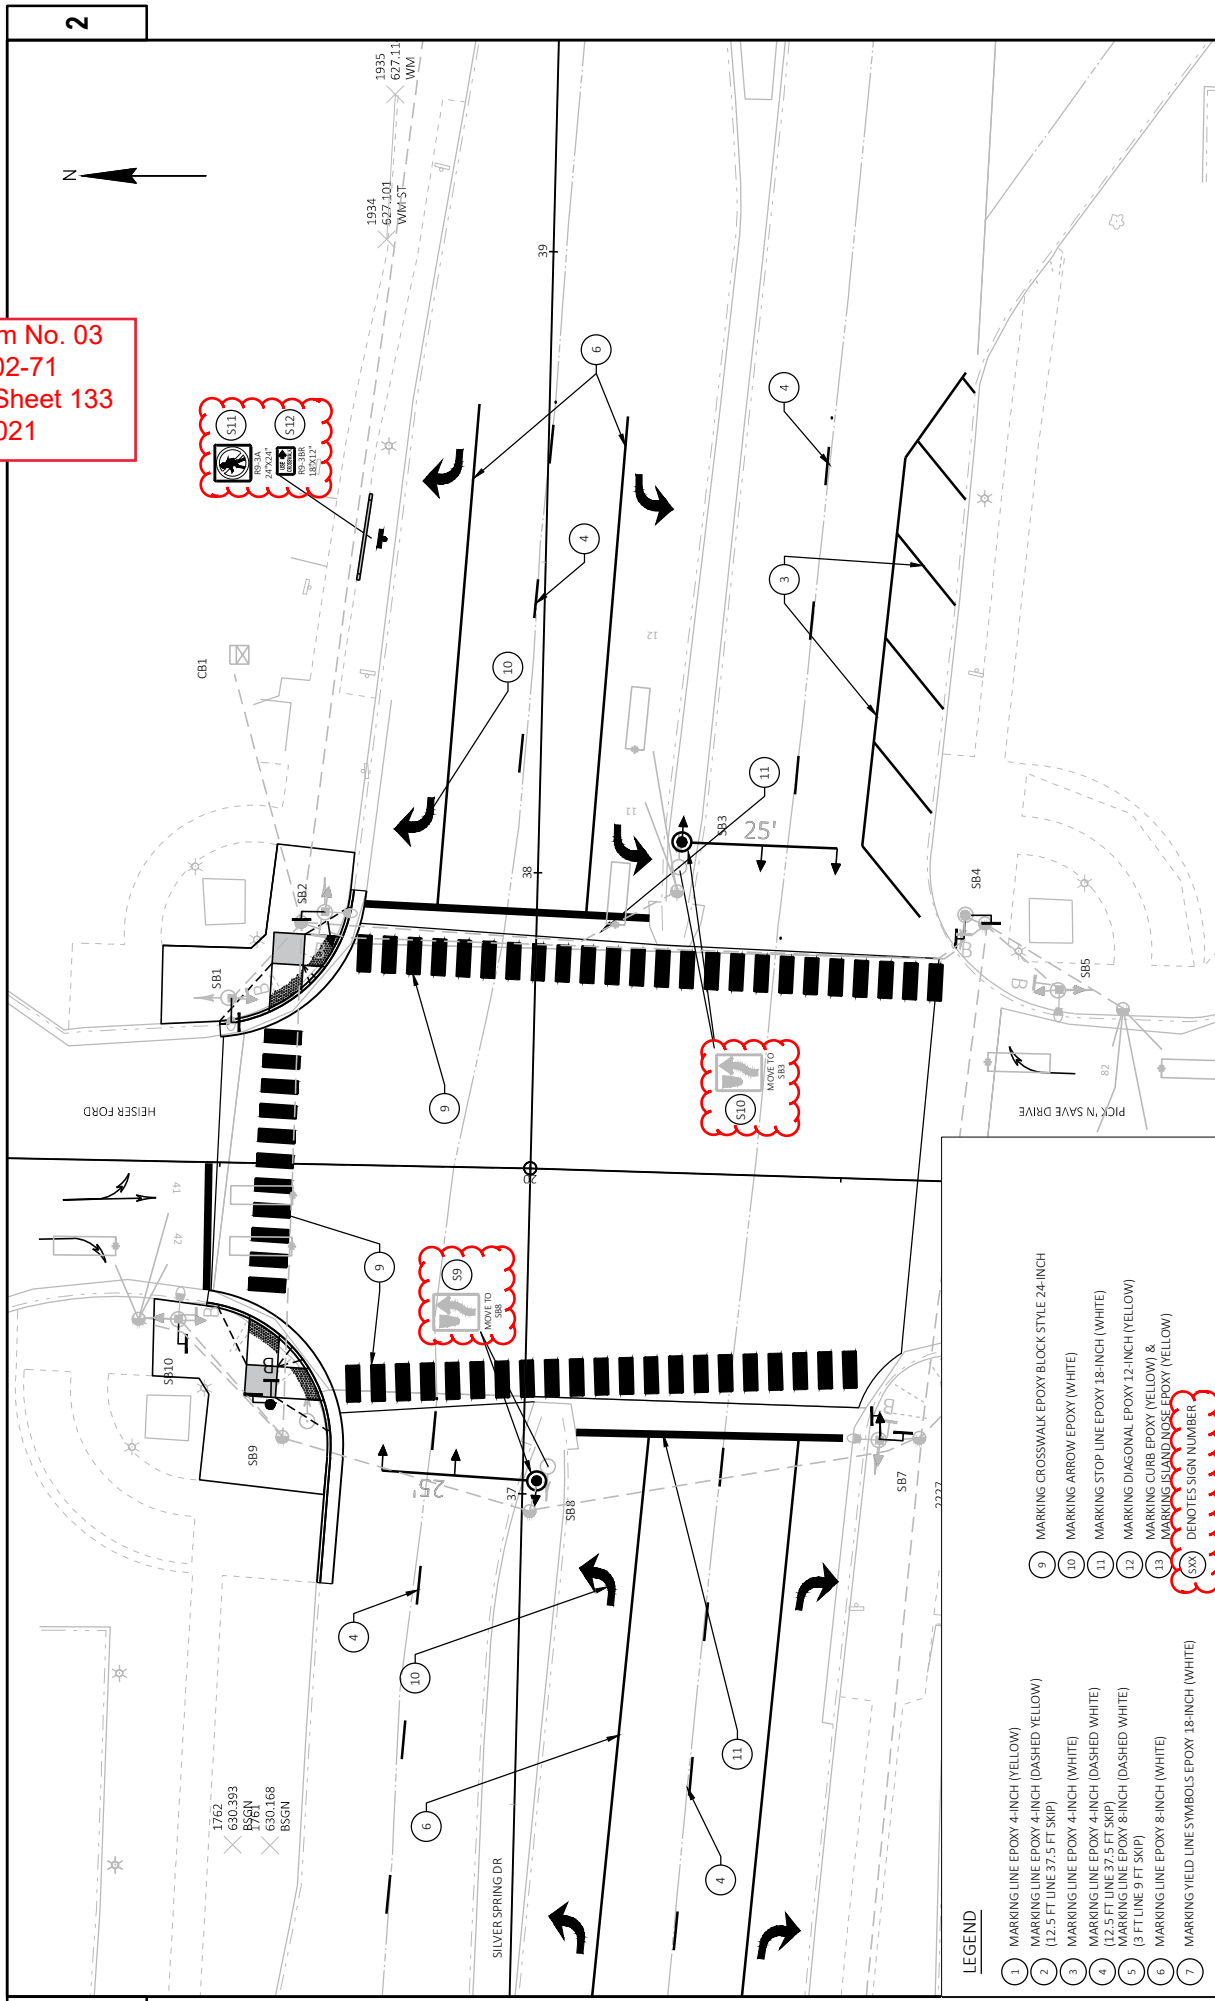 2
m No. 03
02-71
Sheet 133
021
N
1935
627.11
WM
1934
627.101
WM-ST
S11
R9-3A
24"X24"
S12
USE
CROSSWALK
R9-3BR
18"X12"
39
6
4
4
3
10
12
CB1
11
11
25'
SB3
38
SB2
SB1
SB4
SB5
B
B
9
S10
MOVE TO
SB3
HEISER FORD
PICK 'N SAVE DRIVE
82
20
41
42
9
S9
MOVE TO
SB8
SB10
SB9
25'
37
SB8
SB7
2227
4
10
11
6
4
1762
630.393
BSGN
1761
630.168
BSGN
SILVER SPRING DR
LEGEND
1 MARKING LINE EPOXY 4-INCH (YELLOW)
2 MARKING LINE EPOXY 4-INCH (DASHED YELLOW)
(12.5 FT LINE 37.5 FT SKIP)
3 MARKING LINE EPOXY 4-INCH (WHITE)
4 MARKING LINE EPOXY 4-INCH (DASHED WHITE)
(12.5 FT LINE 37.5 FT SKIP)
5 MARKING LINE EPOXY 8-INCH (DASHED WHITE)
(3 FT LINE 9 FT SKIP)
6 MARKING LINE EPOXY 8-INCH (WHITE)
7 MARKING YIELD LINE SYMBOLS EPOXY 18-INCH (WHITE)
9 MARKING CROSSWALK EPOXY BLOCK STYLE 24-INCH
10 MARKING ARROW EPOXY (WHITE)
11 MARKING STOP LINE EPOXY 18-INCH (WHITE)
12 MARKING DIAGONAL EPOXY 12-INCH (YELLOW)
13 MARKING CURB EPOXY (YELLOW) &
MARKING ISLAND NOSE EPOXY (YELLOW)
SXX DENOTES SIGN NUMBER